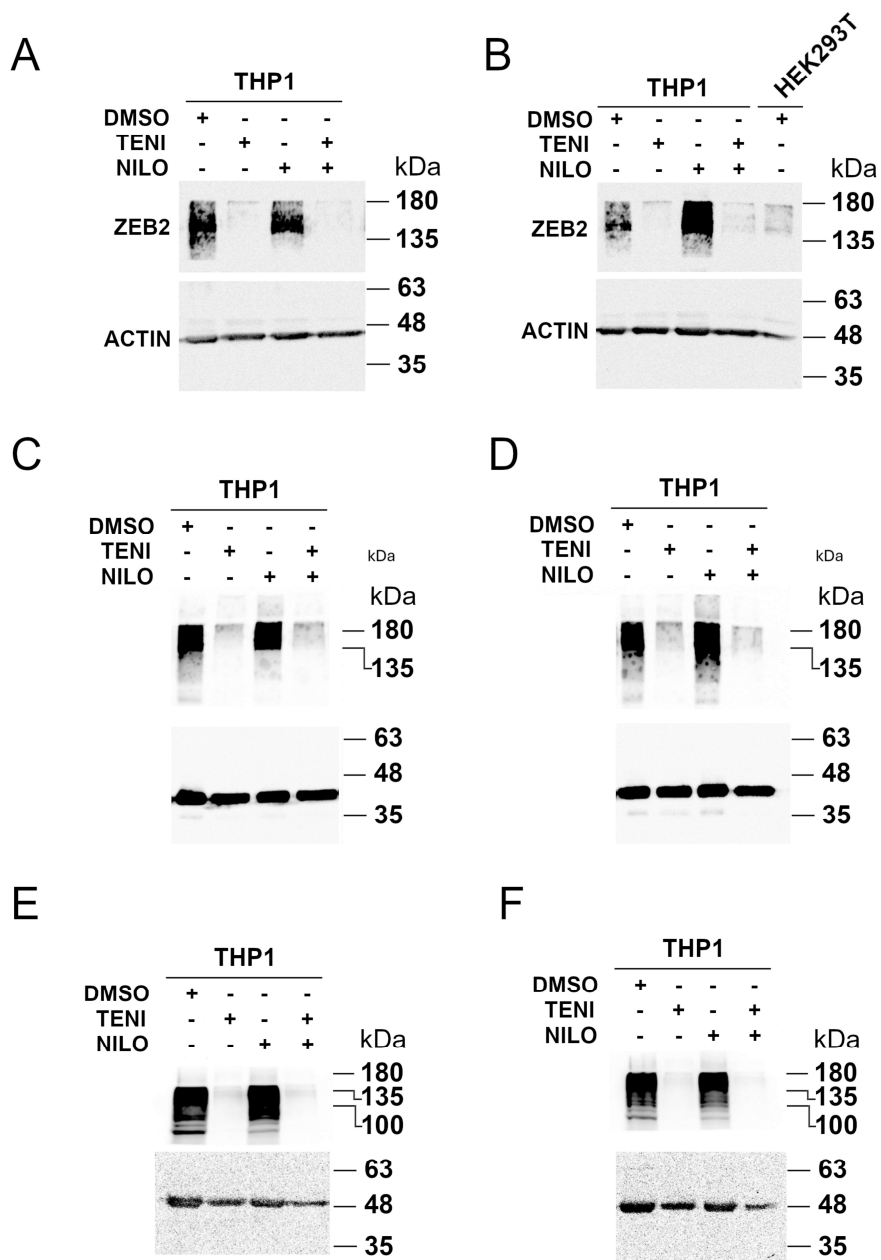 A
THP1
DMSO + - - -
TENI - + - +
NILO - - + + kDa
ZEB2
180
135
ACTIN
63
48
35
B
THP1 HEK293T
DMSO + - - - +
TENI - + - + -
NILO - - + + - kDa
ZEB2
180
135
ACTIN
63
48
35
C
THP1
DMSO + - - -
TENI - + - + kDa
NILO - - + +
kDa
180
135
63
48
35
D
THP1
DMSO + - - -
TENI - + - + kDa
NILO - - + +
kDa
180
135
63
48
35
E
THP1
DMSO + - - -
TENI - + - +
NILO - - + + kDa
180
135
100
63
48
35
F
THP1
DMSO + - - -
TENI - + - +
NILO - - + + kDa
180
135
100
63
48
35